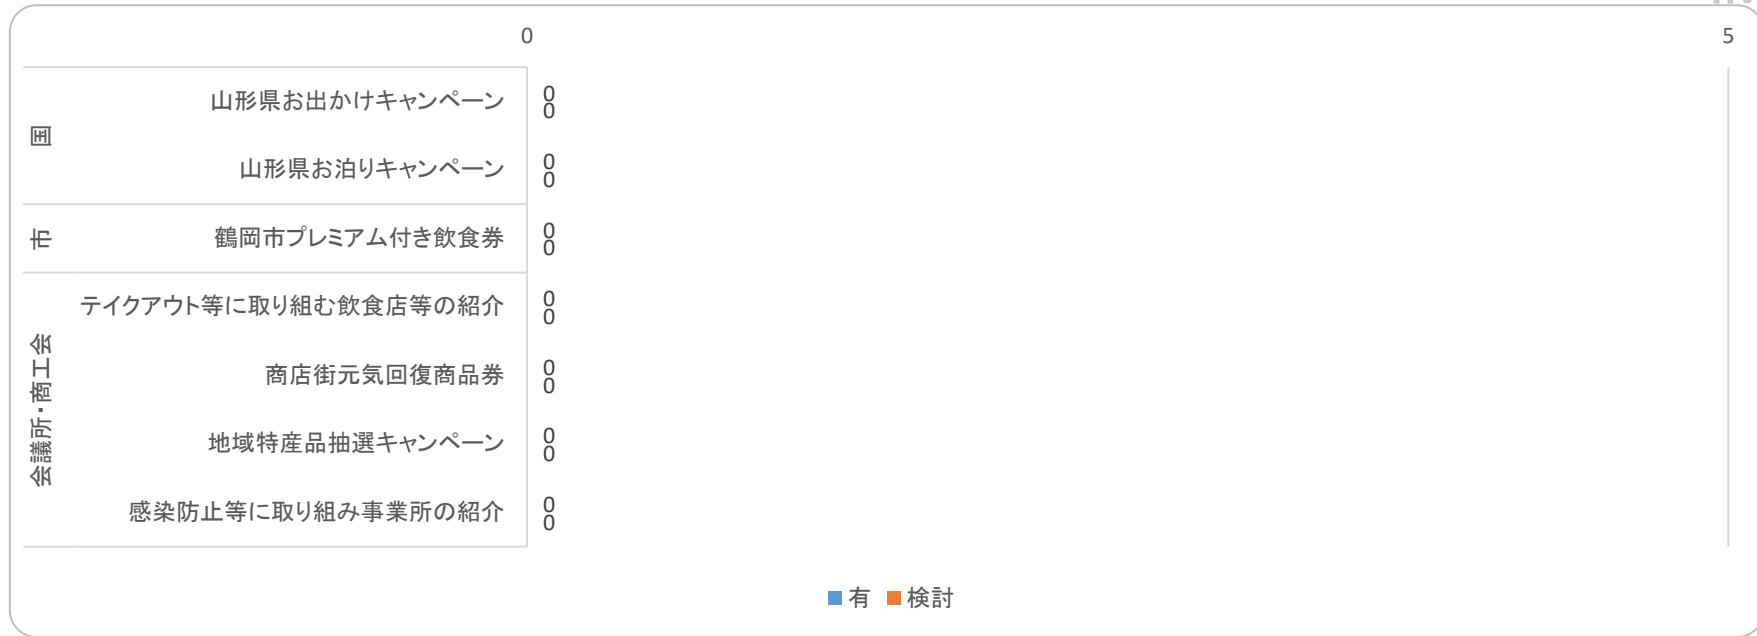 0 5
国
山形県お出かけキャンペーン 0
0
山形県お泊りキャンペーン 0
0
市
鶴岡市プレミアム付き飲食券 0
0
会議所・商工会
テイクアウト等に取り組む飲食店等の紹介 0
0
商店街元気回復商品券 0
0
地域特産品抽選キャンペーン 0
0
感染防止等に取り組み事業所の紹介 0
0
有 検討